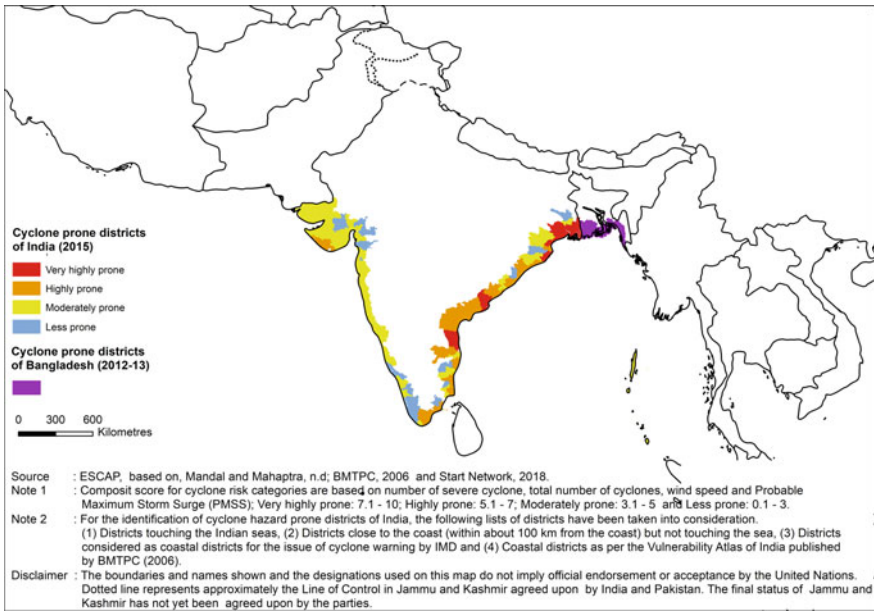 Cyclone prone districts
of India (2015)
Very highly prone
Highly prone
Moderately prone
Less prone
Cyclone prone districts
of Bangladesh (2012-13)
0 300 600
Kilometres
Source : ESCAP, based on, Mandal and Mahaptra, n.d; BMTPC, 2006 and Start Network, 2018.
Note 1 : Composit score for cyclone risk categories are based on number of severe cyclone, total number of cyclones, wind speed and Probable
Maximum Storm Surge (PMSS); Very highly prone: 7.1 - 10; Highly prone: 5.1 - 7; Moderately prone: 3.1 - 5 and Less prone: 0.1 - 3.
Note 2 : For the identification of cyclone hazard prone districts of India, the following lists of districts have been taken into consideration.
(1) Districts touching the Indian seas, (2) Districts close to the coast (within about 100 km from the coast) but not touching the sea, (3) Districts
considered as coastal districts for the issue of cyclone warning by IMD and (4) Coastal districts as per the Vulnerability Atlas of India published
by BMTPC (2006).
Disclaimer : The boundaries and names shown and the designations used on this map do not imply official endorsement or acceptance by the United Nations.
Dotted line represents approximately the Line of Control in Jammu and Kashmir agreed upon by India and Pakistan. The final status of Jammu and
Kashmir has not yet been agreed upon by the parties.